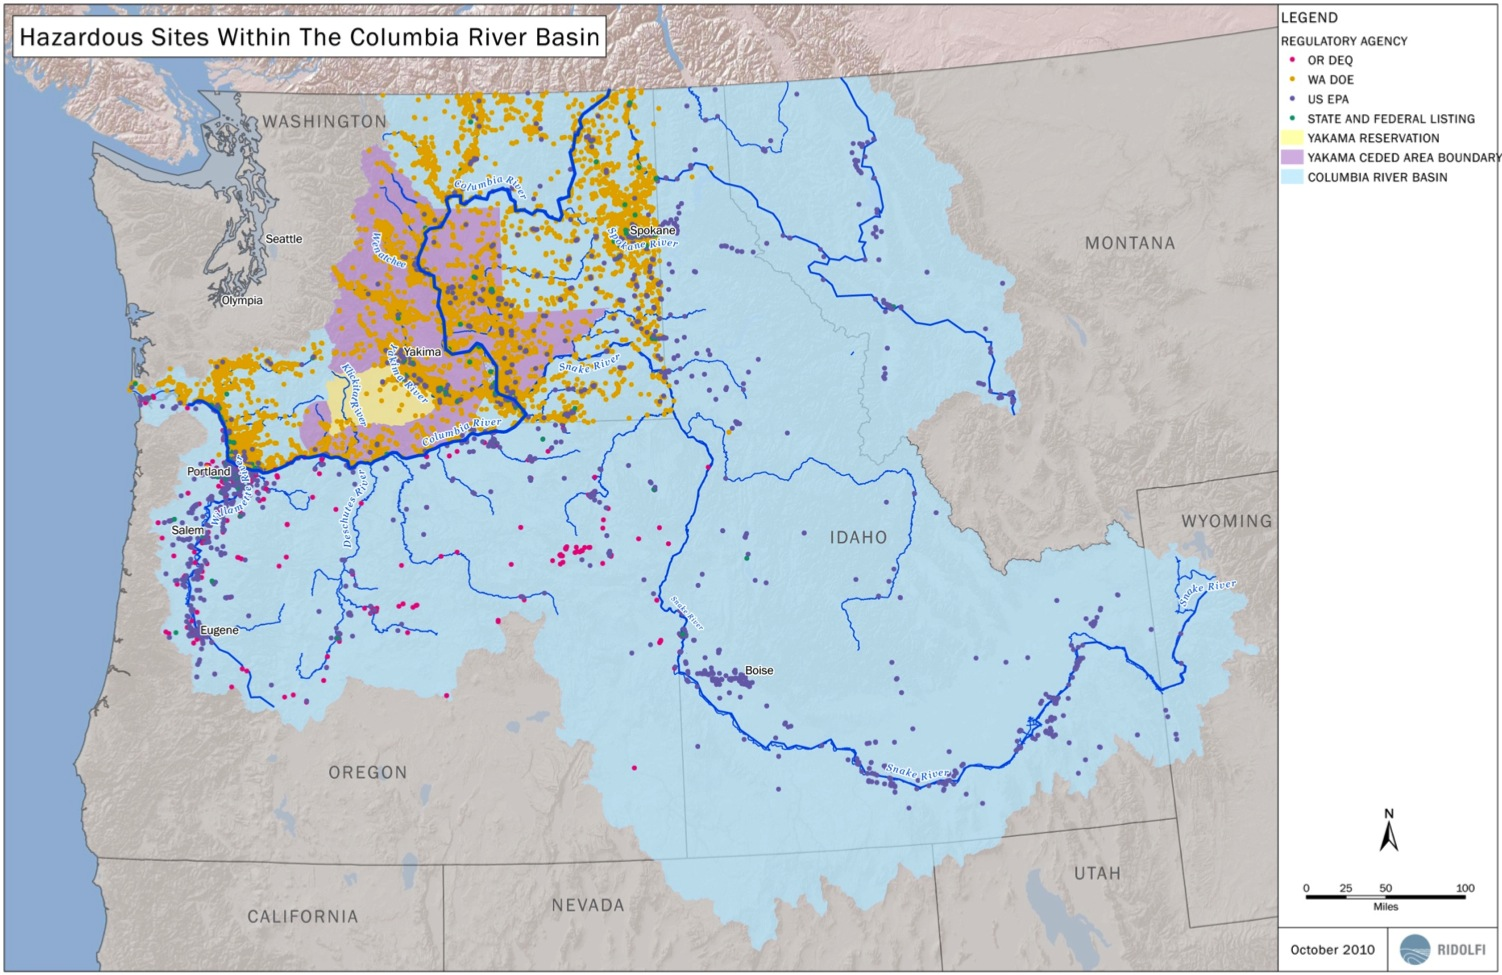 Hazardous Sites Within The Columbia River Basin
LEGEND
REGULATORY AGENCY
OR DEQ
WA DOE
US EPA
STATE AND FEDERAL LISTING
YAKAMA RESERVATION
YAKAMA CEDED AREA BOUNDARY
COLUMBIA RIVER BASIN
WASHINGTON
Columbia River
Seattle
Spokane
Spokane River
Wenatchee
MONTANA
Olympia
Yakima
Yakima River
Klickitat River
Snake River
Columbia River
Portland
Willamette River
Deschutes River
Salem
IDAHO
WYOMING
Snake River
Snake River
Eugene
Boise
Snake River
OREGON
UTAH
CALIFORNIA
NEVADA
N
0 25 50 100
Miles
October 2010
RIDOLFI